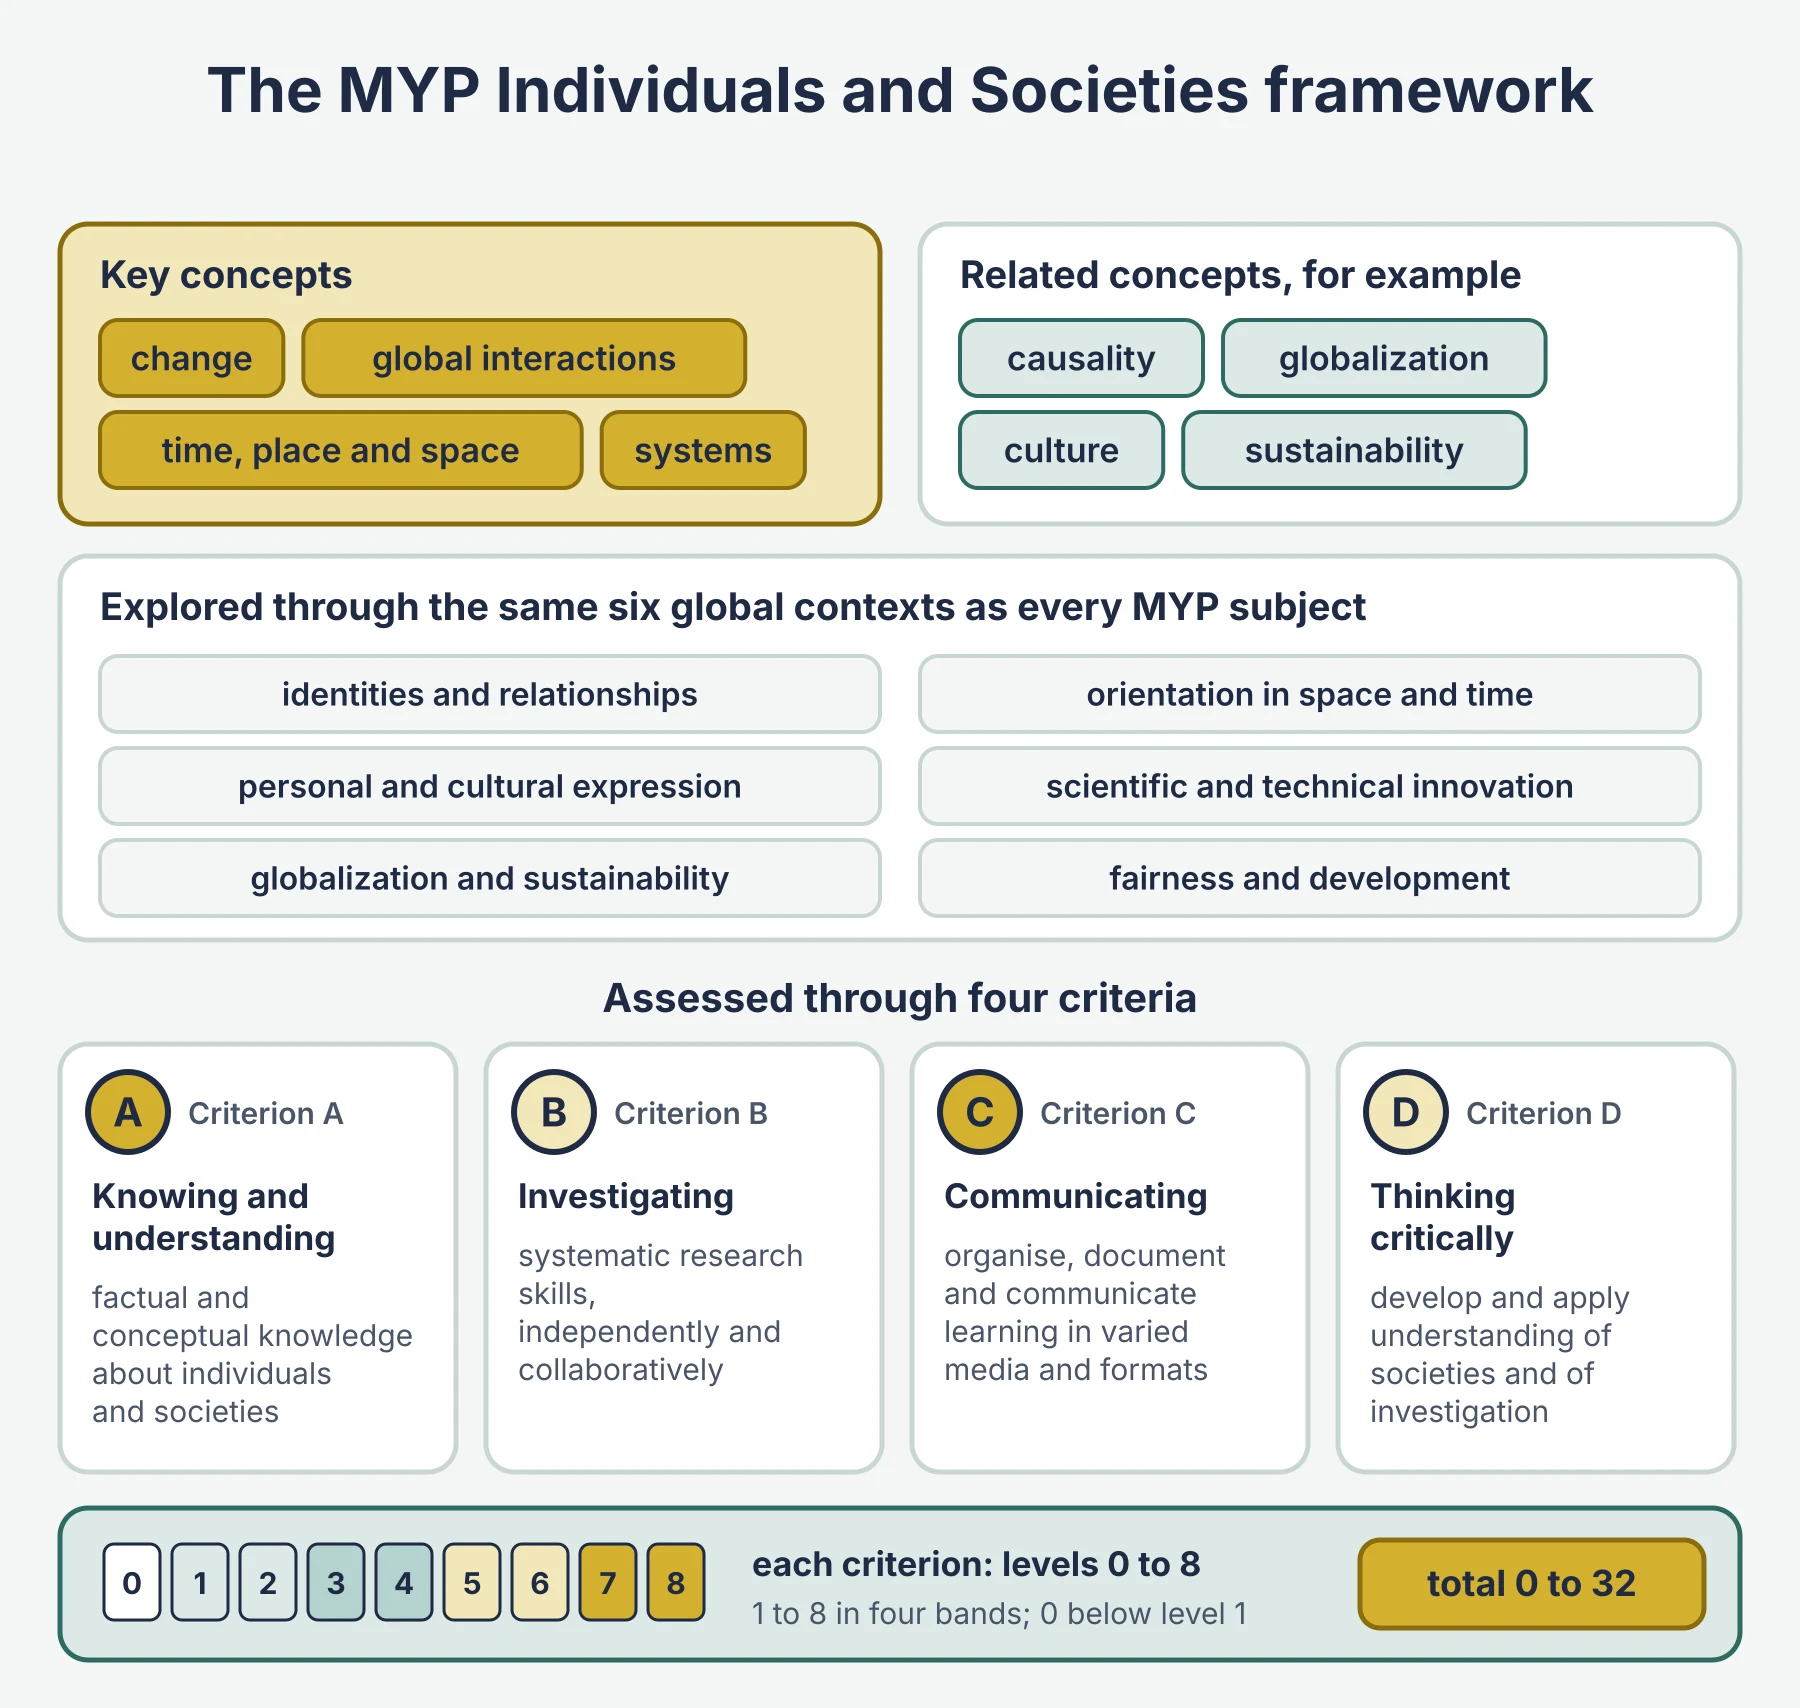 The MYP Individuals and Societies framework
Key concepts
change
global interactions
time, place and space
systems
Related concepts, for example
causality
globalization
culture
sustainability
Explored through the same six global contexts as every MYP subject
identities and relationships
orientation in space and time
personal and cultural expression
scientific and technical innovation
globalization and sustainability
fairness and development
Assessed through four criteria
A
Criterion A
Knowing and
understanding
factual and
conceptual knowledge
about individuals
and societies
B
Criterion B
Investigating
systematic research
skills,
independently and
collaboratively
C
Criterion C
Communicating
organise, document
and communicate
learning in varied
media and formats
D
Criterion D
Thinking
critically
develop and apply
understanding of
societies and of
investigation
0 1 2 3 4 5 6 7 8
each criterion: levels 0 to 8
1 to 8 in four bands; 0 below level 1
total 0 to 32